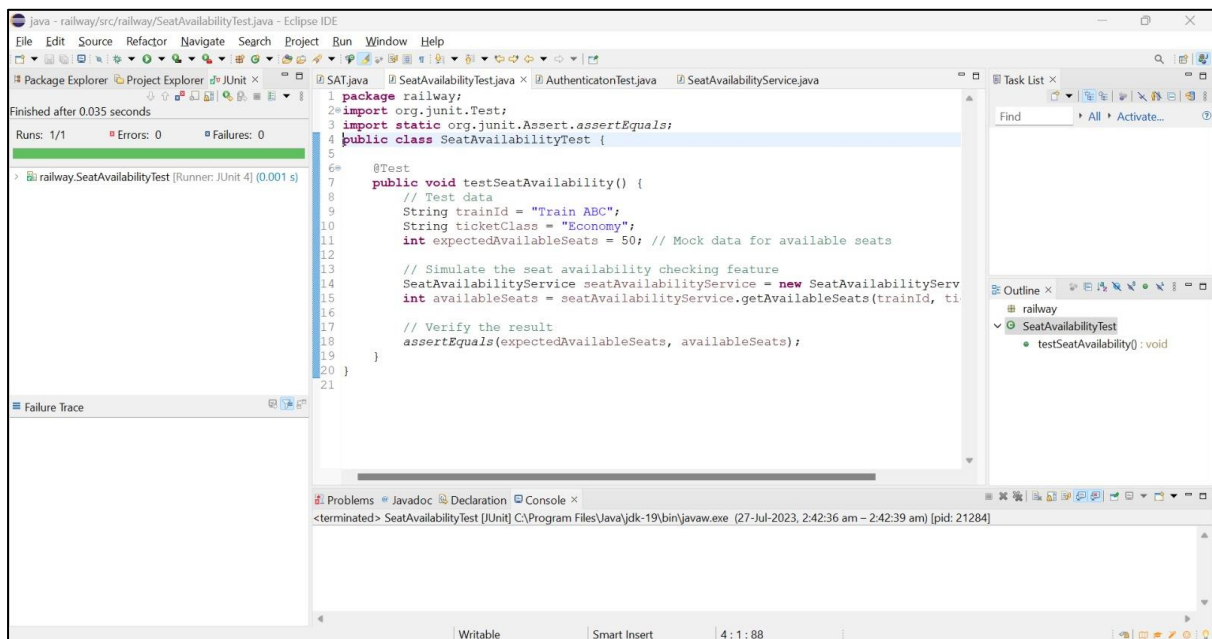 java - railway/src/railway/SeatAvailabilityTest.java - Eclipse IDE
File Edit Source Refactor Navigate Search Project Run Window Help
Package Explorer Project Explorer JUnit
Finished after 0.035 seconds
Runs: 1/1 Errors: 0 Failures: 0
railway.SeatAvailabilityTest [Runner: JUnit 4] (0.001 s)
Failure Trace
SAT.java SeatAvailabilityTest.java AuthenticatonTest.java SeatAvailabilityService.java
1 package railway;
2 import org.junit.Test;
3 import static org.junit.Assert.assertEquals;
4 public class SeatAvailabilityTest {
5
6 @Test
7 public void testSeatAvailability() {
8 // Test data
9 String trainId = "Train ABC";
10 String ticketClass = "Economy";
11 int expectedAvailableSeats = 50; // Mock data for available seats
12
13 // Simulate the seat availability checking feature
14 SeatAvailabilityService seatAvailabilityService = new SeatAvailabilityServ
15 int availableSeats = seatAvailabilityService.getAvailableSeats(trainId, ti
16
17 // Verify the result
18 assertEquals(expectedAvailableSeats, availableSeats);
19 }
20 }
21
Task List
Find All Activate...
Outline
railway
SeatAvailabilityTest
testSeatAvailability() : void
Problems Javadoc Declaration Console
<terminated> SeatAvailabilityTest [JUnit] C:\Program Files\Java\jdk-19\bin\javaw.exe (27-Jul-2023, 2:42:36 am – 2:42:39 am) [pid: 21284]
Writable Smart Insert 4 : 1 : 88